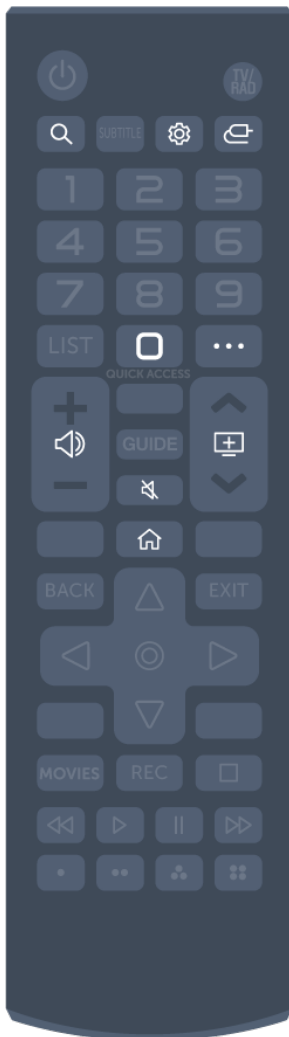 TV/
RAD
SUBTITLE
1 2 3
4 5 6
7 8 9
LIST 0 ...
QUICK ACCESS
GUIDE
BACK EXIT
MOVIES REC